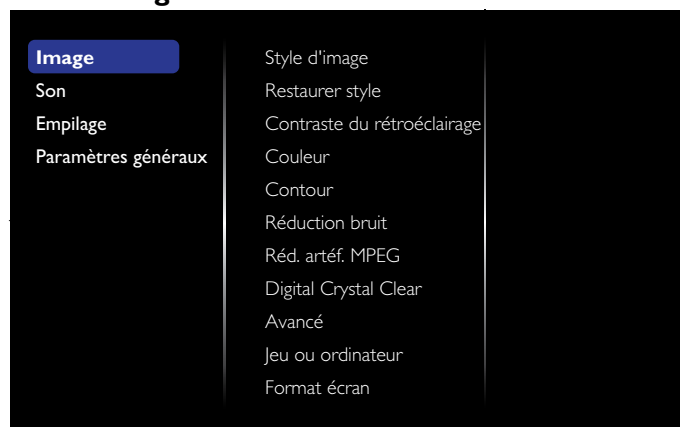 Image
Son
Empilage
Paramètres généraux
Style d'image
Restaurer style
Contraste du rétroéclairage
Couleur
Contour
Réduction bruit
Réd. artéf. MPEG
Digital Crystal Clear
Avancé
Jeu ou ordinateur
Format écran